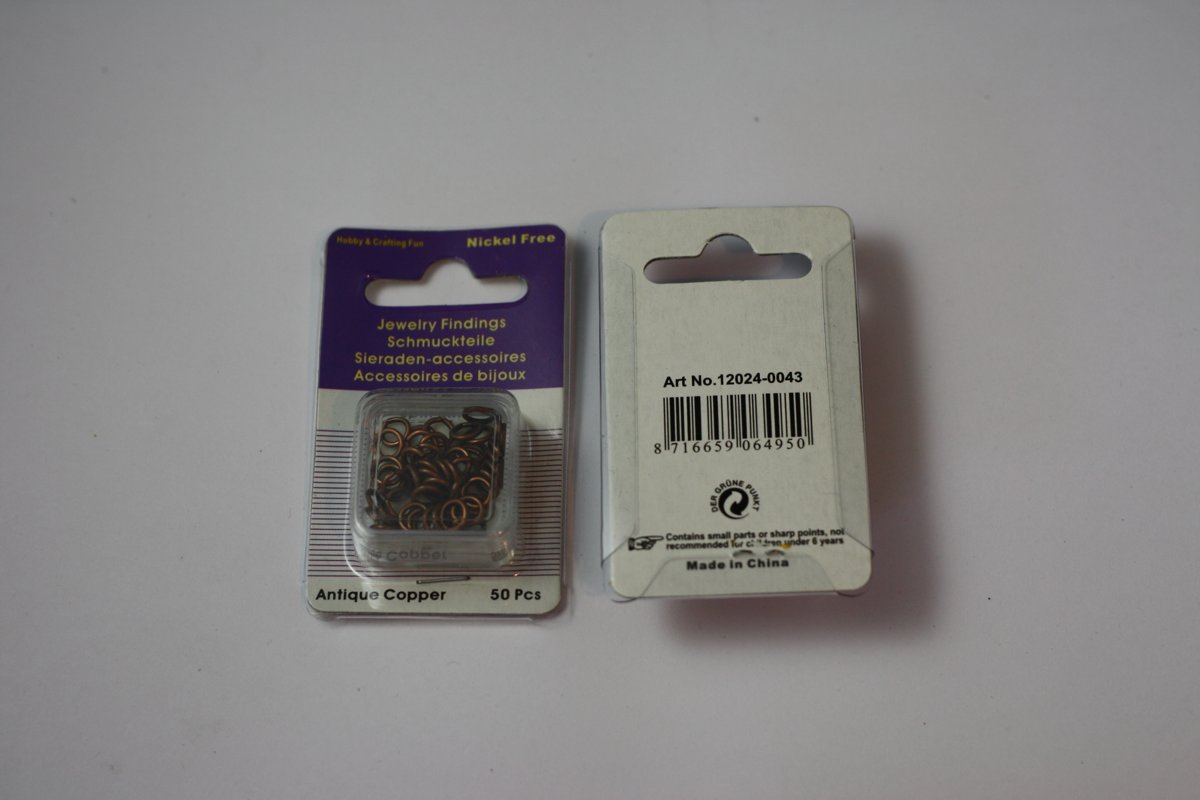 Hobby & Crafting Fun
Nickel Free
Jewelry Findings
Schmuckteile
Sieraden-accessoires
Accessoires de bijoux
Antique Copper
50 Pcs
Art No.12024-0043
8 716659 064950
DER GRÜNE PUNKT
Contains small parts or sharp points, not
recommended for children under 6 years
Made in China